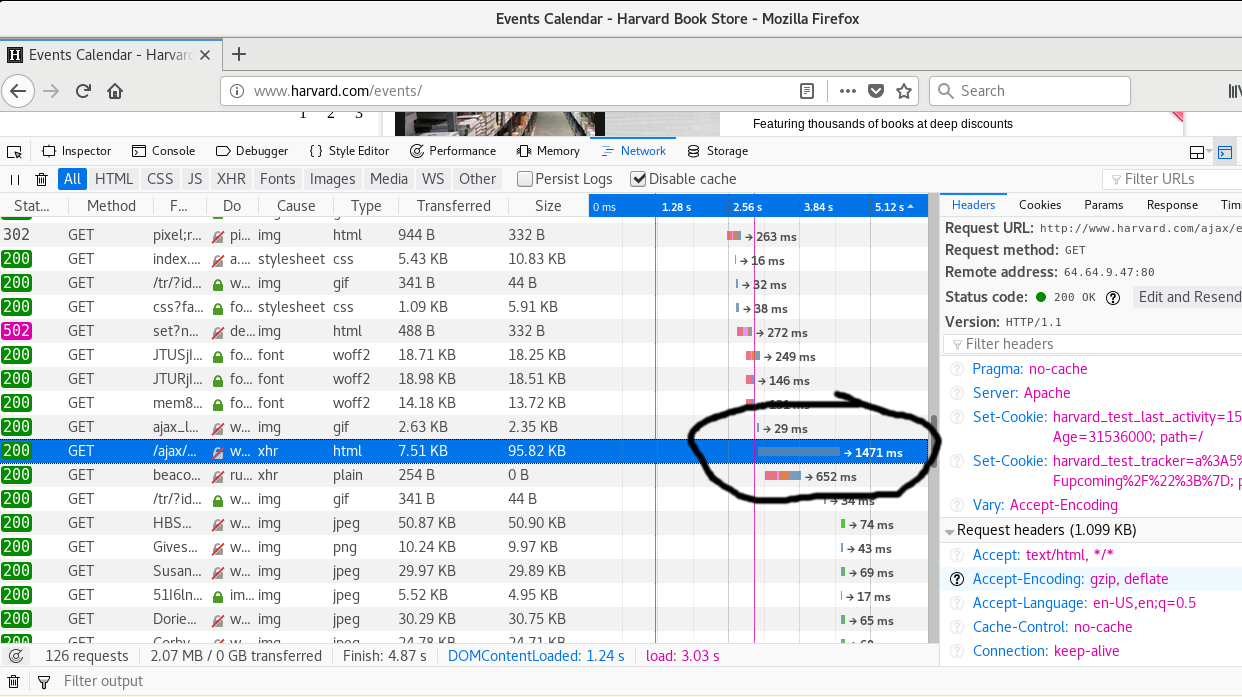 Events Calendar - Harvard Book Store - Mozilla Firefox
Events Calendar - Harvard
www.harvard.com/events/
Search
1 2 3
Featuring thousands of books at deep discounts
Inspector Console Debugger {} Style Editor Performance Memory Network Storage
All HTML CSS JS XHR Fonts Images Media WS Other Persist Logs Disable cache Filter URLs
Stat... Method F... Do Cause Type Transferred Size 0 ms 1.28 s 2.56 s 3.84 s 5.12 s
302 GET pixel;r... pi... img html 944 B 332 B → 263 ms
200 GET index.... a.... stylesheet css 5.43 KB 10.83 KB → 16 ms
200 GET /tr/?id... w... img gif 341 B 44 B → 32 ms
200 GET css?fa... fo... stylesheet css 1.09 KB 5.91 KB → 38 ms
502 GET set?n... de... img html 488 B 332 B → 272 ms
200 GET JTUSjI... fo... font woff2 18.71 KB 18.25 KB → 249 ms
200 GET JTURjI... fo... font woff2 18.98 KB 18.51 KB → 146 ms
200 GET mem8... fo... font woff2 14.18 KB 13.72 KB
200 GET ajax_l... w... img gif 2.63 KB 2.35 KB → 29 ms
200 GET /ajax/... w... xhr html 7.51 KB 95.82 KB → 1471 ms
200 GET beaco... ru... xhr plain 254 B 0 B → 652 ms
200 GET /tr/?id... w... img gif 341 B 44 B → 34 ms
200 GET HBS... w... img jpeg 50.87 KB 50.90 KB → 74 ms
200 GET Gives... w... img png 10.24 KB 9.97 KB → 43 ms
200 GET Susan... w... img jpeg 29.97 KB 29.89 KB → 69 ms
200 GET 51I6ln... im... img jpeg 5.52 KB 4.95 KB → 17 ms
200 GET Dorie... w... img jpeg 30.29 KB 30.75 KB → 65 ms
200 GET Corby... w... img jpeg 24.78 KB 24.71 KB
126 requests 2.07 MB / 0 GB transferred Finish: 4.87 s DOMContentLoaded: 1.24 s load: 3.03 s
Filter output
Headers Cookies Params Response Timi
Request URL: http://www.harvard.com/ajax/e
Request method: GET
Remote address: 64.64.9.47:80
Status code: 200 OK Edit and Resend
Version: HTTP/1.1
Filter headers
Pragma: no-cache
Server: Apache
Set-Cookie: harvard_test_last_activity=15
Age=31536000; path=/
Set-Cookie: harvard_test_tracker=a%3A5%
Fupcoming%2F%22%3B%7D; p
Vary: Accept-Encoding
Request headers (1.099 KB)
Accept: text/html, */*
Accept-Encoding: gzip, deflate
Accept-Language: en-US,en;q=0.5
Cache-Control: no-cache
Connection: keep-alive